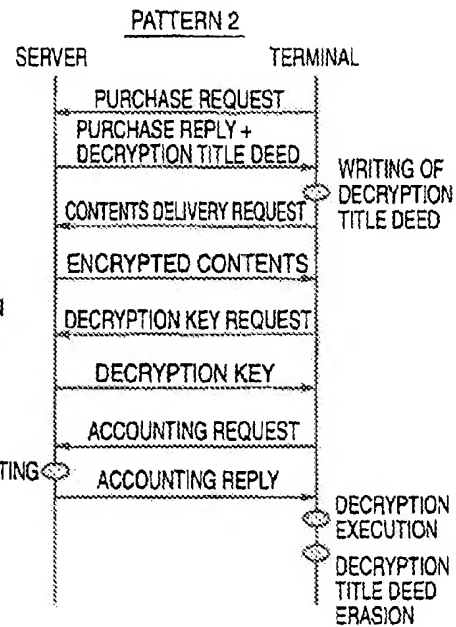 PATTERN 2
SERVER TERMINAL
PURCHASE REQUEST
PURCHASE REPLY +
DECRYPTION TITLE DEED
WRITING OF
DECRYPTION
TITLE DEED
CONTENTS DELIVERY REQUEST
ENCRYPTED CONTENTS
DECRYPTION KEY REQUEST
DECRYPTION KEY
ACCOUNTING REQUEST
TING
ACCOUNTING REPLY
DECRYPTION
EXECUTION
DECRYPTION
TITLE DEED
ERASION